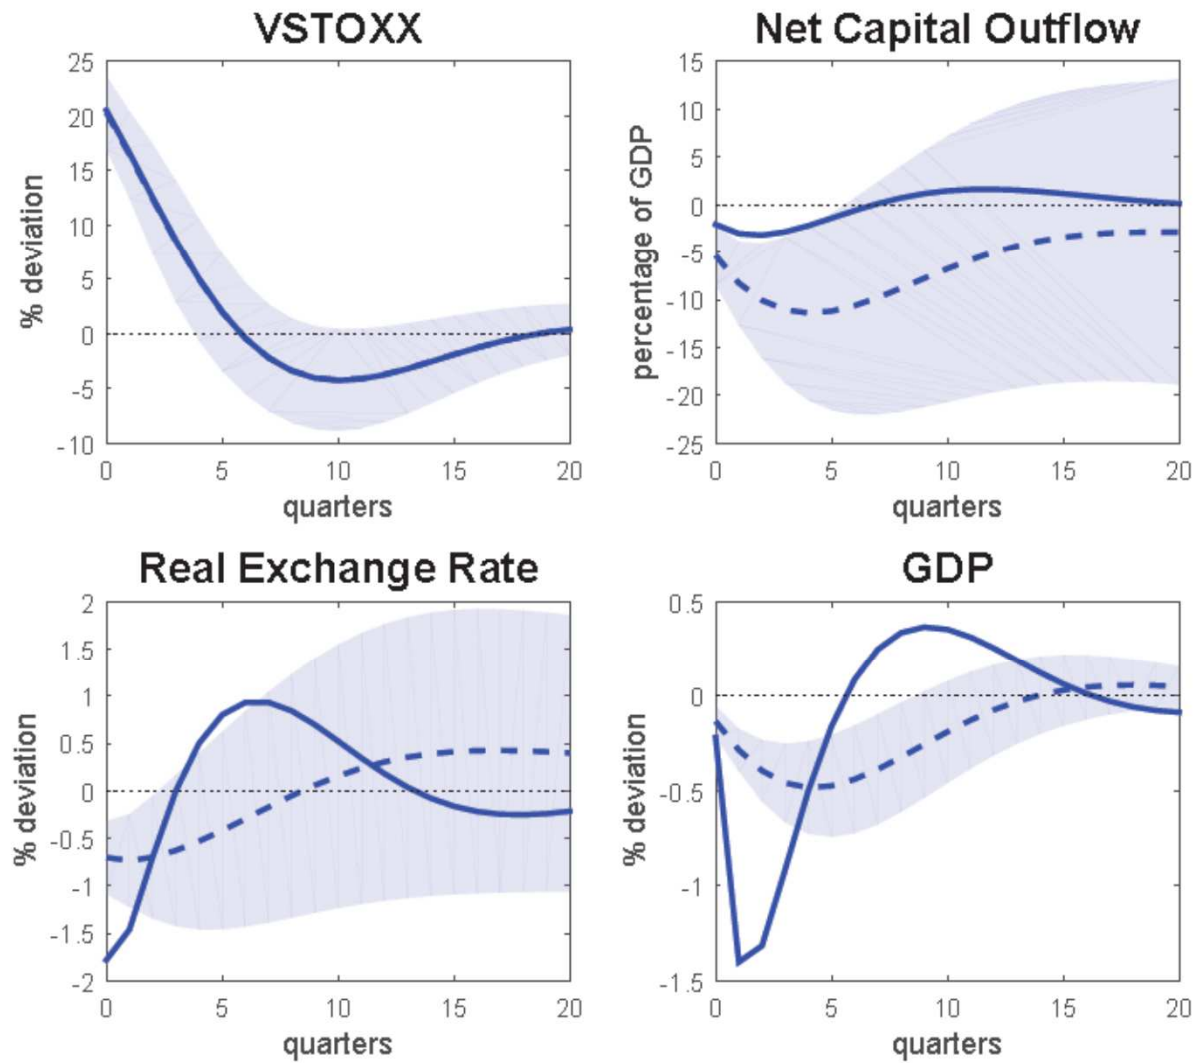 VSTOXX
25
20
15
10
5
0
-5
-10
% deviation
0 5 10 15 20
quarters
Net Capital Outflow
15
10
5
0
-5
-10
-15
-20
-25
percentage of GDP
0 5 10 15 20
quarters
Real Exchange Rate
2
1.5
1
0.5
0
-0.5
-1
-1.5
-2
% deviation
0 5 10 15 20
quarters
GDP
0.5
0
-0.5
-1
-1.5
% deviation
0 5 10 15 20
quarters